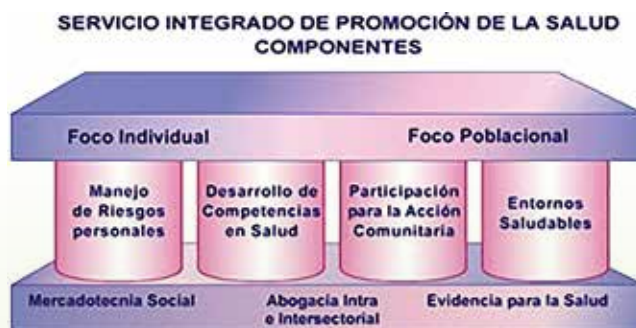 SERVICIO INTEGRADO DE PROMOCIÓN DE LA SALUD
COMPONENTES
Foco Individual
Foco Poblacional
Manejo
de Riesgos
personales
Desarrollo de
Competencias
en Salud
Participación
para la Acción
Comunitaria
Entornos
Saludables
Mercadotecnia Social
Abogacía Intra
e Intersectorial
Evidencia para la Salud